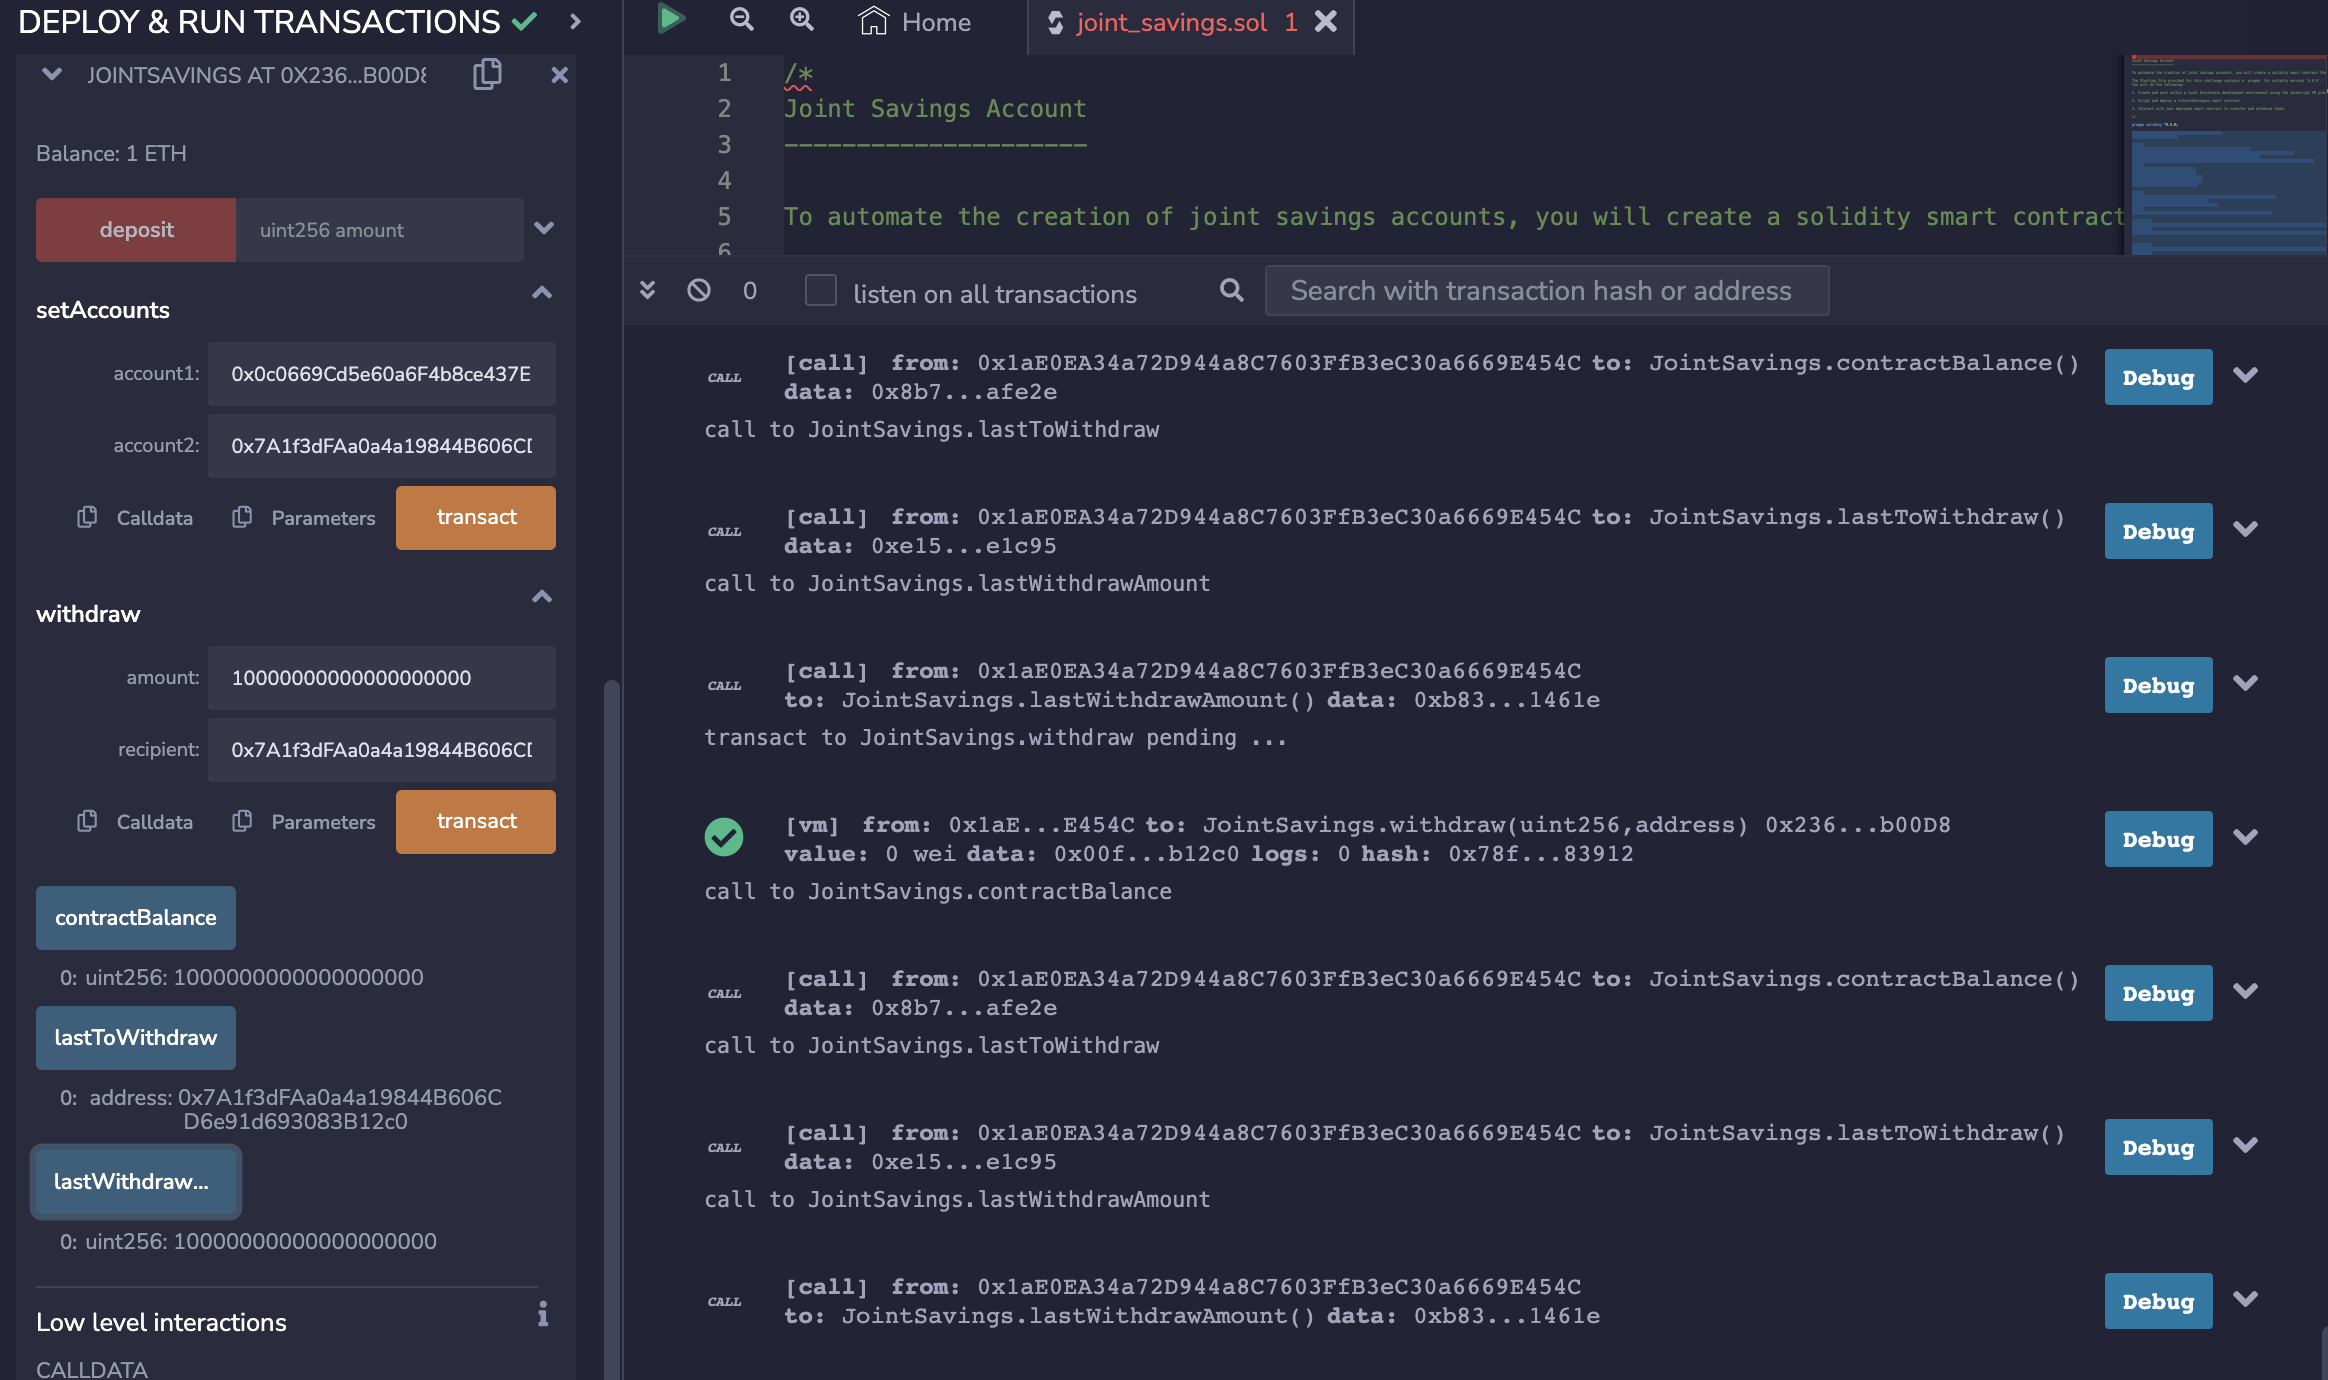 DEPLOY & RUN TRANSACTIONS
JOINTSAVINGS AT 0X236...B00D8
Balance: 1 ETH
deposit
uint256 amount
setAccounts
account1: 0x0c0669Cd5e60a6F4b8ce437E
account2: 0x7A1f3dFAa0a4a19844B606CD
Calldata Parameters transact
withdraw
amount: 10000000000000000000
recipient: 0x7A1f3dFAa0a4a19844B606CD
Calldata Parameters transact
contractBalance
0: uint256: 1000000000000000000
lastToWithdraw
0: address: 0x7A1f3dFAa0a4a19844B606C
D6e91d693083B12c0
lastWithdraw...
0: uint256: 10000000000000000000
Low level interactions
CALLDATA
Home
joint_savings.sol 1
1 /*
2 Joint Savings Account
3 ---------------------
4
5 To automate the creation of joint savings accounts, you will create a solidity smart contract
6
0 listen on all transactions Search with transaction hash or address
CALL [call] from: 0x1aE0EA34a72D944a8C7603FfB3eC30a6669E454C to: JointSavings.contractBalance() Debug
data: 0x8b7...afe2e
call to JointSavings.lastToWithdraw
CALL [call] from: 0x1aE0EA34a72D944a8C7603FfB3eC30a6669E454C to: JointSavings.lastToWithdraw() Debug
data: 0xe15...e1c95
call to JointSavings.lastWithdrawAmount
CALL [call] from: 0x1aE0EA34a72D944a8C7603FfB3eC30a6669E454C Debug
to: JointSavings.lastWithdrawAmount() data: 0xb83...1461e
transact to JointSavings.withdraw pending ...
[vm] from: 0x1aE...E454C to: JointSavings.withdraw(uint256,address) 0x236...b00D8 Debug
value: 0 wei data: 0x00f...b12c0 logs: 0 hash: 0x78f...83912
call to JointSavings.contractBalance
CALL [call] from: 0x1aE0EA34a72D944a8C7603FfB3eC30a6669E454C to: JointSavings.contractBalance() Debug
data: 0x8b7...afe2e
call to JointSavings.lastToWithdraw
CALL [call] from: 0x1aE0EA34a72D944a8C7603FfB3eC30a6669E454C to: JointSavings.lastToWithdraw() Debug
data: 0xe15...e1c95
call to JointSavings.lastWithdrawAmount
CALL [call] from: 0x1aE0EA34a72D944a8C7603FfB3eC30a6669E454C Debug
to: JointSavings.lastWithdrawAmount() data: 0xb83...1461e